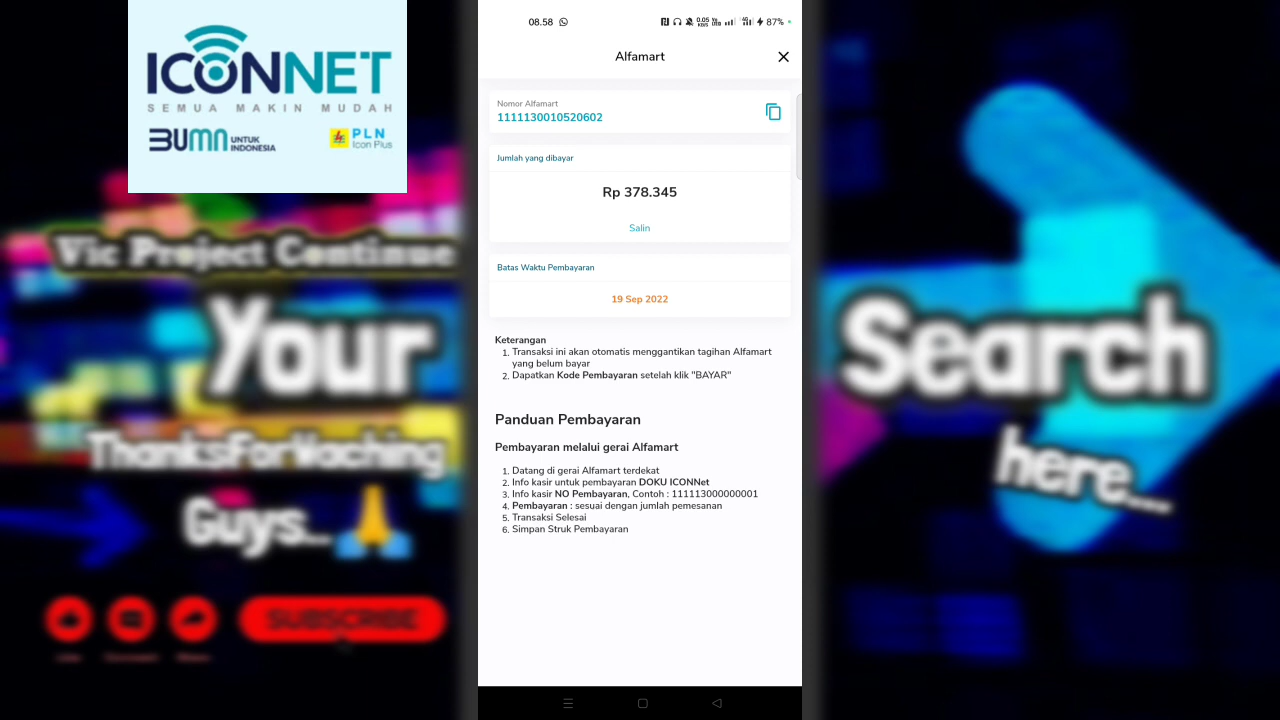 ICONNET
SEMUA MAKIN MUDAH
BUMN UNTUK INDONESIA
PLN Icon Plus
Vic Project Continue
Your
ThanksForWaching
Guys..
SUBSCRIBE
08.58
0.05 KB/S
87%
Alfamart
Nomor Alfamart
1111130010520602
Jumlah yang dibayar
Rp 378.345
Salin
Batas Waktu Pembayaran
19 Sep 2022
Keterangan
1. Transaksi ini akan otomatis menggantikan tagihan Alfamart
yang belum bayar
2. Dapatkan Kode Pembayaran setelah klik "BAYAR"
Panduan Pembayaran
Pembayaran melalui gerai Alfamart
1. Datang di gerai Alfamart terdekat
2. Info kasir untuk pembayaran DOKU ICONNet
3. Info kasir NO Pembayaran, Contoh : 111113000000001
4. Pembayaran : sesuai dengan jumlah pemesanan
5. Transaksi Selesai
6. Simpan Struk Pembayaran
Search
here...